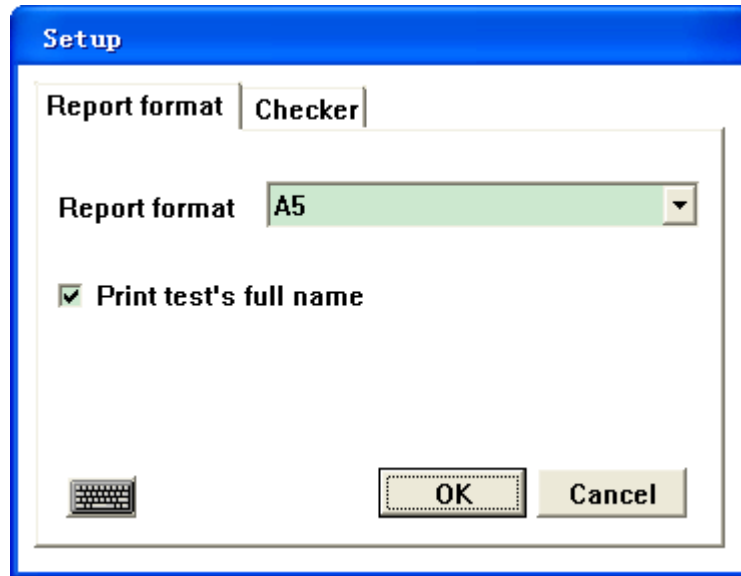 Setup
Report format Checker
Report format A5
Print test's full name
OK Cancel